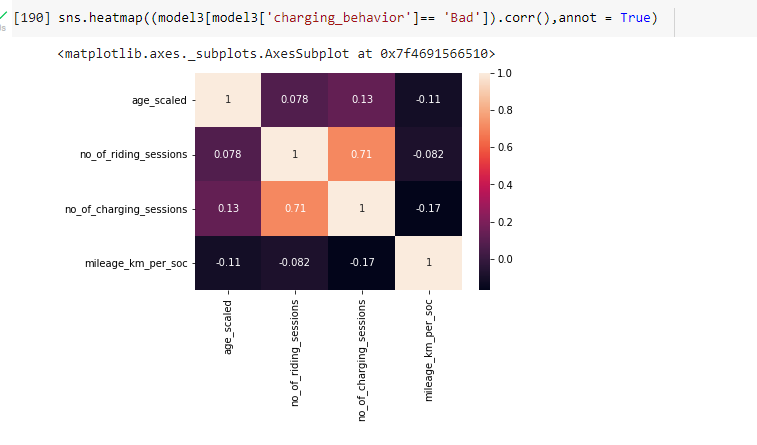 [190] sns.heatmap((model3[model3['charging_behavior']== 'Bad']).corr(),annot = True)
<matplotlib.axes._subplots.AxesSubplot at 0x7f4691566510>
age_scaled 1 0.078 0.13 -0.11
no_of_riding_sessions 0.078 1 0.71 -0.082
no_of_charging_sessions 0.13 0.71 1 -0.17
mileage_km_per_soc -0.11 -0.082 -0.17 1
age_scaled
no_of_riding_sessions
no_of_charging_sessions
mileage_km_per_soc
1.0
0.8
0.6
0.4
0.2
0.0